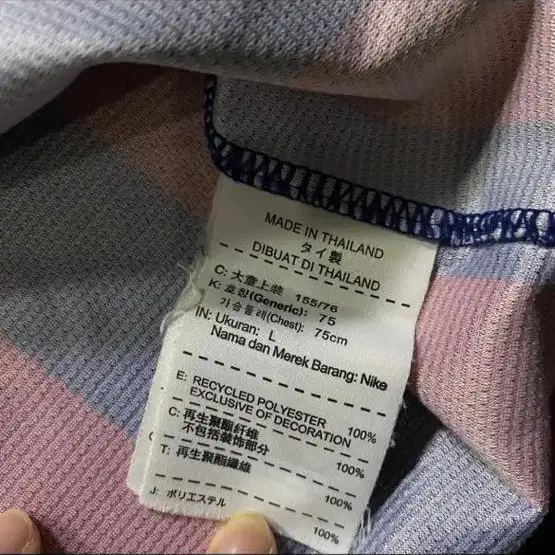 MADE IN THAILAND
タイ製
DIBUAT DI THAILAND
C: 大童上装 155/76
K: 호칭(Generic): 75
가슴둘레(Chest): 75cm
IN: Ukuran: L
Nama dan Merek Barang: Nike
E: RECYCLED POLYESTER 100%
EXCLUSIVE OF DECORATION
C: 再生聚酯纤维 100%
不包括装饰部分
T: 再生聚酯纖維 100%
J: ポリエステル 100%